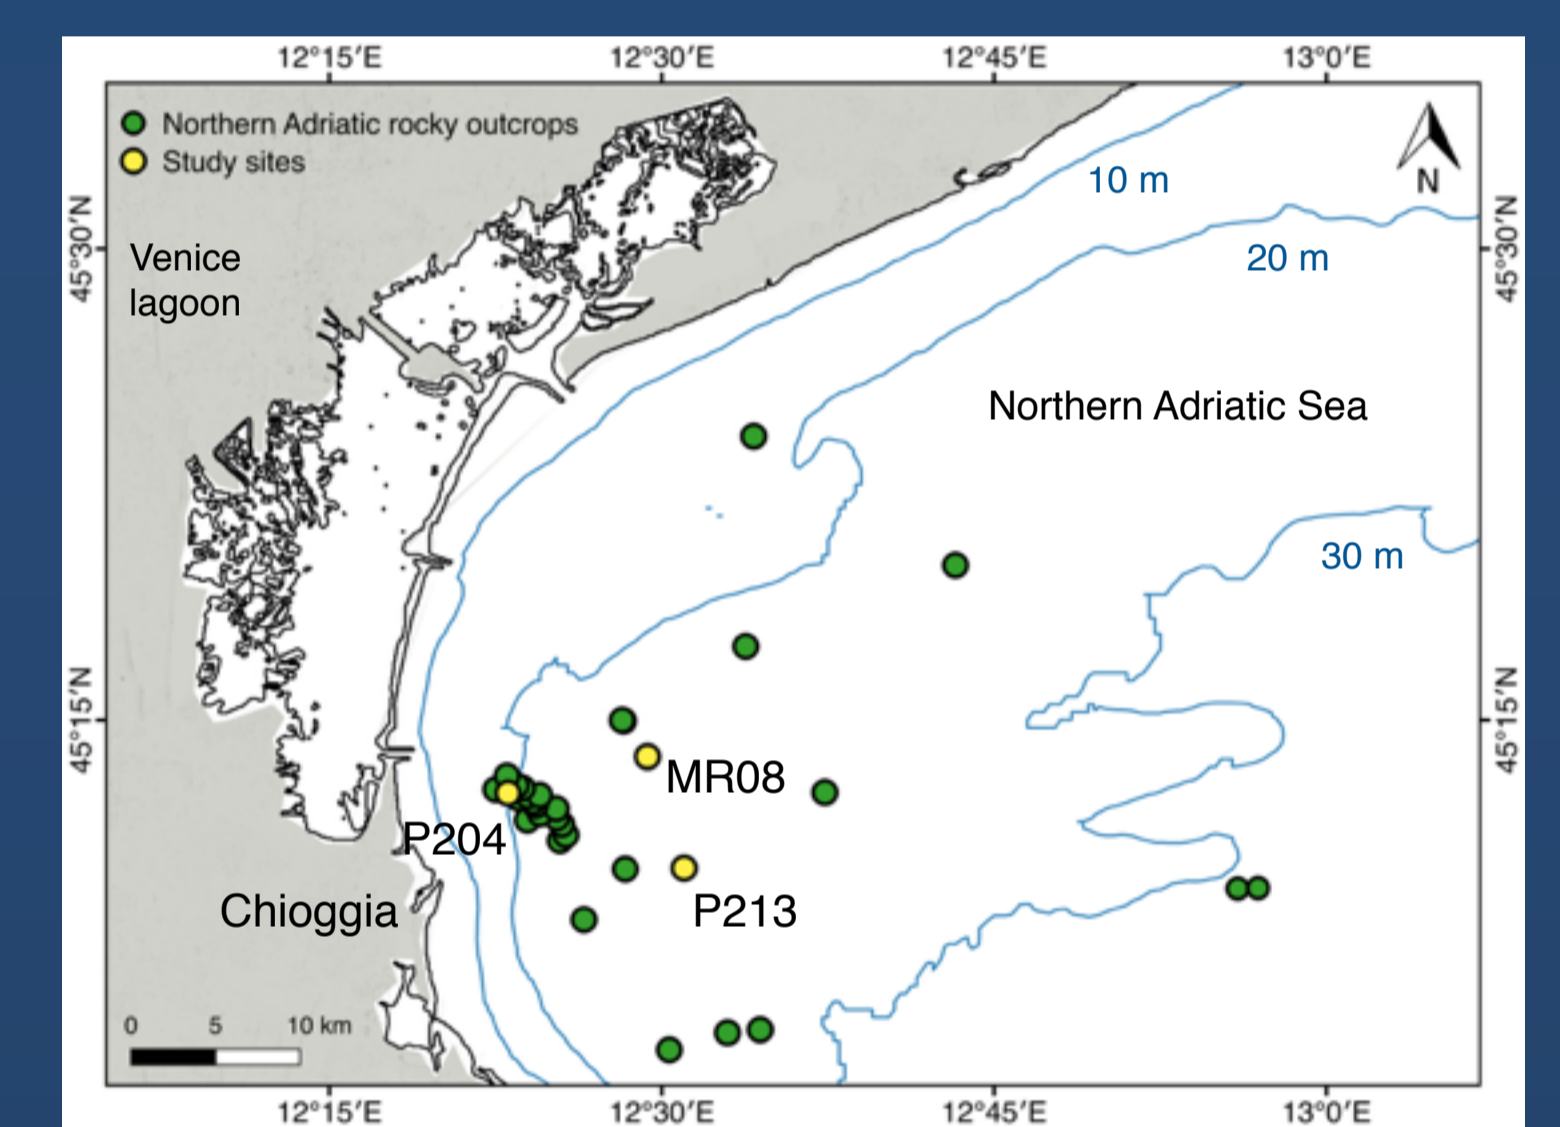 12°15′E 12°30′E 12°45′E 13°0′E
Northern Adriatic rocky outcrops
Study sites
N
10 m
45°30′N
45°30′N
Venice
lagoon
20 m
Northern Adriatic Sea
30 m
45°15′N
45°15′N
MR08
P204
Chioggia
P213
0 5 10 km
12°15′E 12°30′E 12°45′E 13°0′E